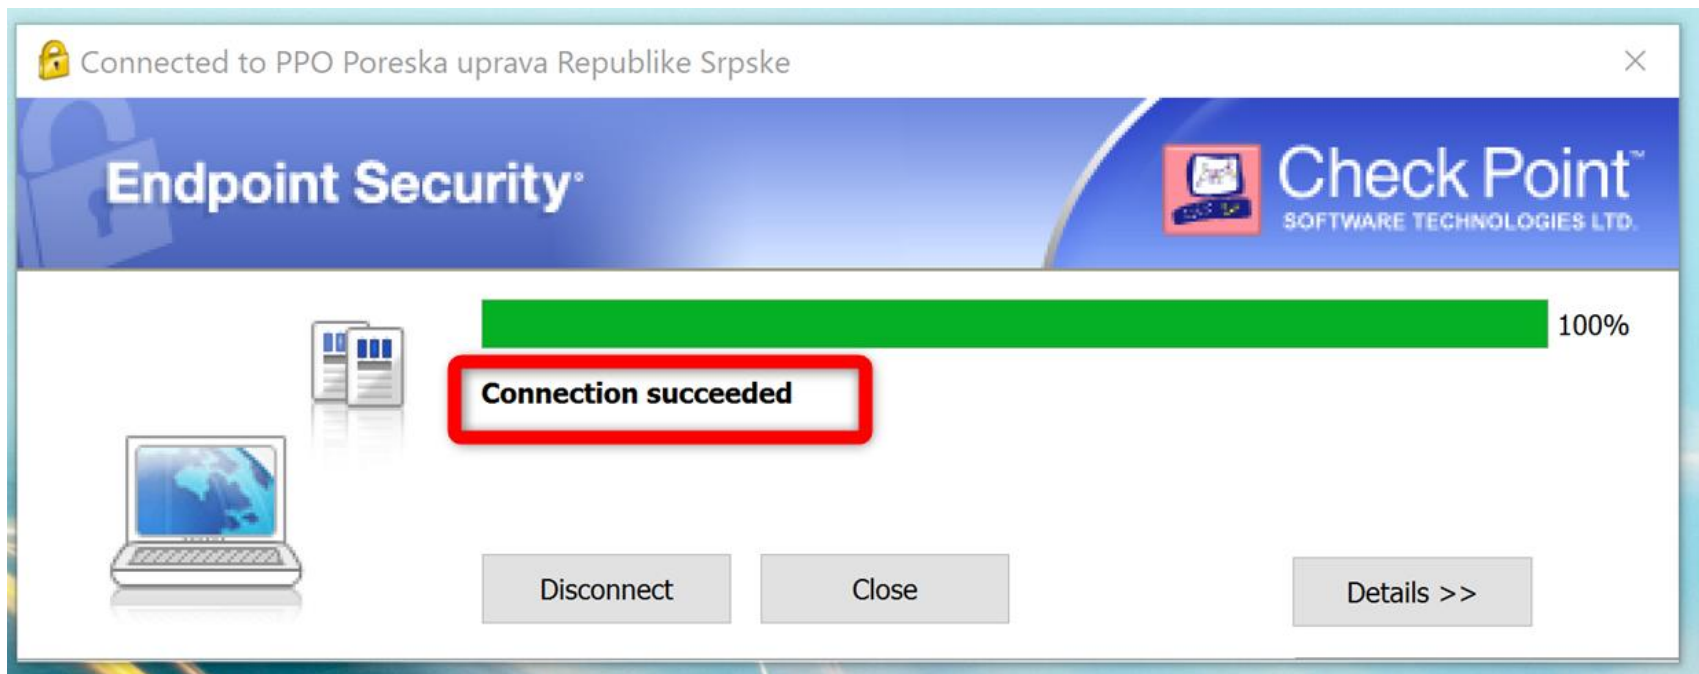 Connected to PPO Poreska uprava Republike Srpske
Endpoint Security
Check Point™
SOFTWARE TECHNOLOGIES LTD.
100%
Connection succeeded
Disconnect
Close
Details >>